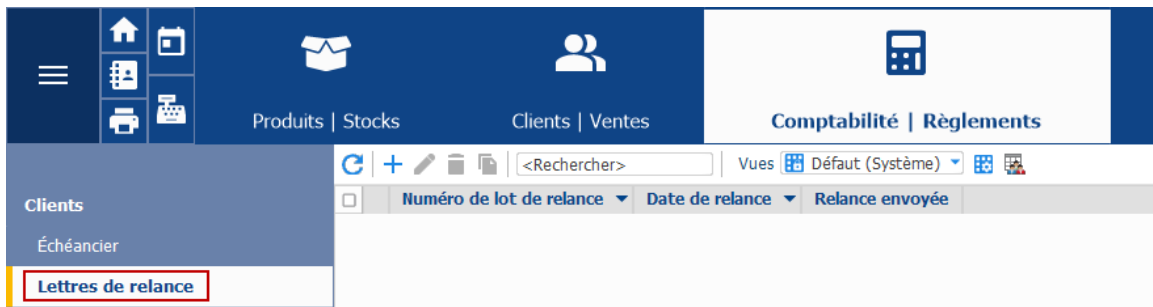 Produits | Stocks
Clients | Ventes
Comptabilité | Règlements
<Rechercher>
Vues
Défaut (Système)
Clients
Numéro de lot de relance
Date de relance
Relance envoyée
Échéancier
Lettres de relance